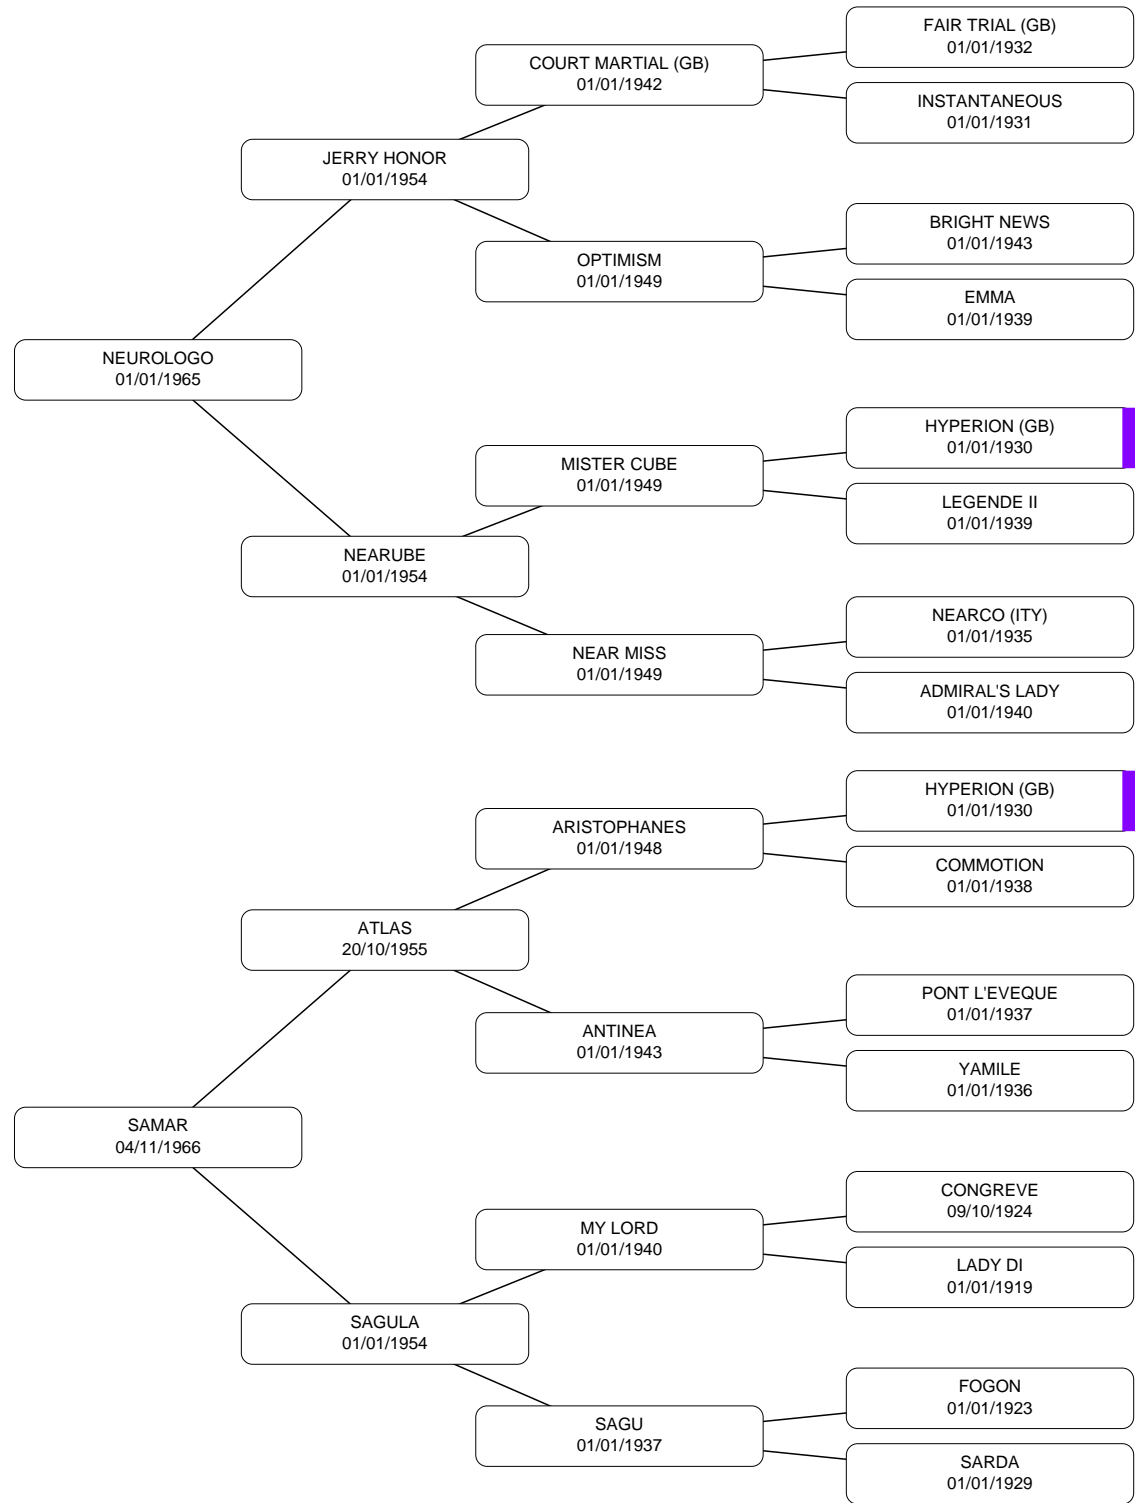 FAIR TRIAL (GB)
01/01/1932
COURT MARTIAL (GB)
01/01/1942
INSTANTANEOUS
01/01/1931
JERRY HONOR
01/01/1954
BRIGHT NEWS
01/01/1943
OPTIMISM
01/01/1949
EMMA
01/01/1939
NEUROLOGO
01/01/1965
HYPERION (GB)
01/01/1930
MISTER CUBE
01/01/1949
LEGENDE II
01/01/1939
NEARUBE
01/01/1954
NEARCO (ITY)
01/01/1935
NEAR MISS
01/01/1949
ADMIRAL'S LADY
01/01/1940
HYPERION (GB)
01/01/1930
ARISTOPHANES
01/01/1948
COMMOTION
01/01/1938
ATLAS
20/10/1955
PONT L'EVEQUE
01/01/1937
ANTINEA
01/01/1943
YAMILE
01/01/1936
SAMAR
04/11/1966
CONGREVE
09/10/1924
MY LORD
01/01/1940
LADY DI
01/01/1919
SAGULA
01/01/1954
FOGON
01/01/1923
SAGU
01/01/1937
SARDA
01/01/1929